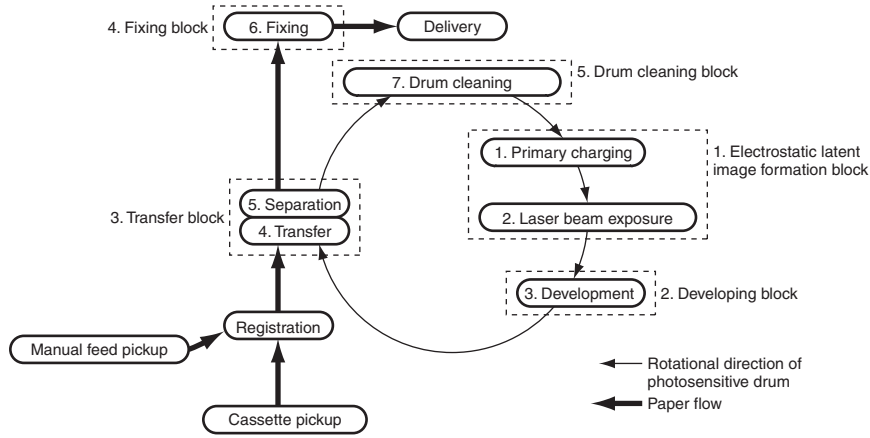 4. Fixing block
6. Fixing
Delivery
7. Drum cleaning
5. Drum cleaning block
1. Primary charging
1. Electrostatic latent
image formation block
2. Laser beam exposure
3. Transfer block
5. Separation
4. Transfer
3. Development
2. Developing block
Registration
Manual feed pickup
Cassette pickup
Rotational direction of
photosensitive drum
Paper flow